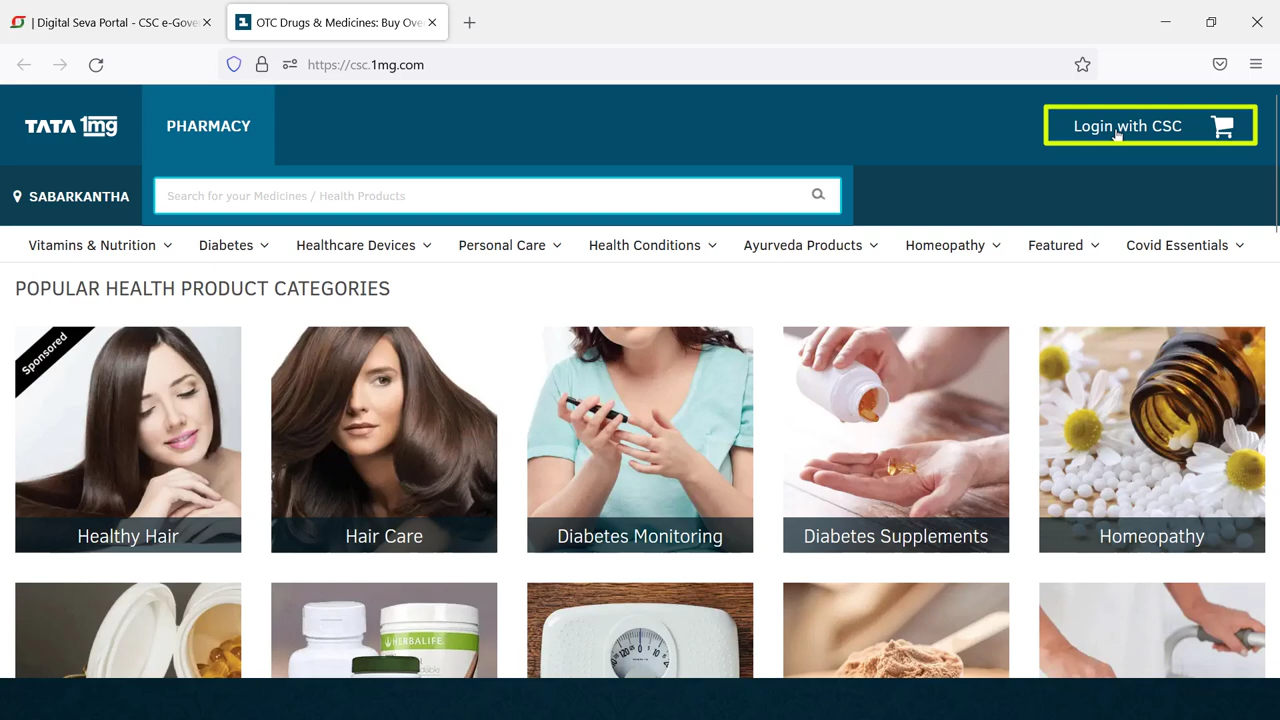 | Digital Seva Portal - CSC e-Gove
OTC Drugs & Medicines: Buy Ove
https://csc.1mg.com
TATA 1mg
PHARMACY
Login with CSC
SABARKANTHA
Search for your Medicines / Health Products
Vitamins & Nutrition Diabetes Healthcare Devices Personal Care Health Conditions Ayurveda Products Homeopathy Featured Covid Essentials
POPULAR HEALTH PRODUCT CATEGORIES
Sponsored
Healthy Hair
Hair Care
Diabetes Monitoring
Diabetes Supplements
Homeopathy
HERBALIFE